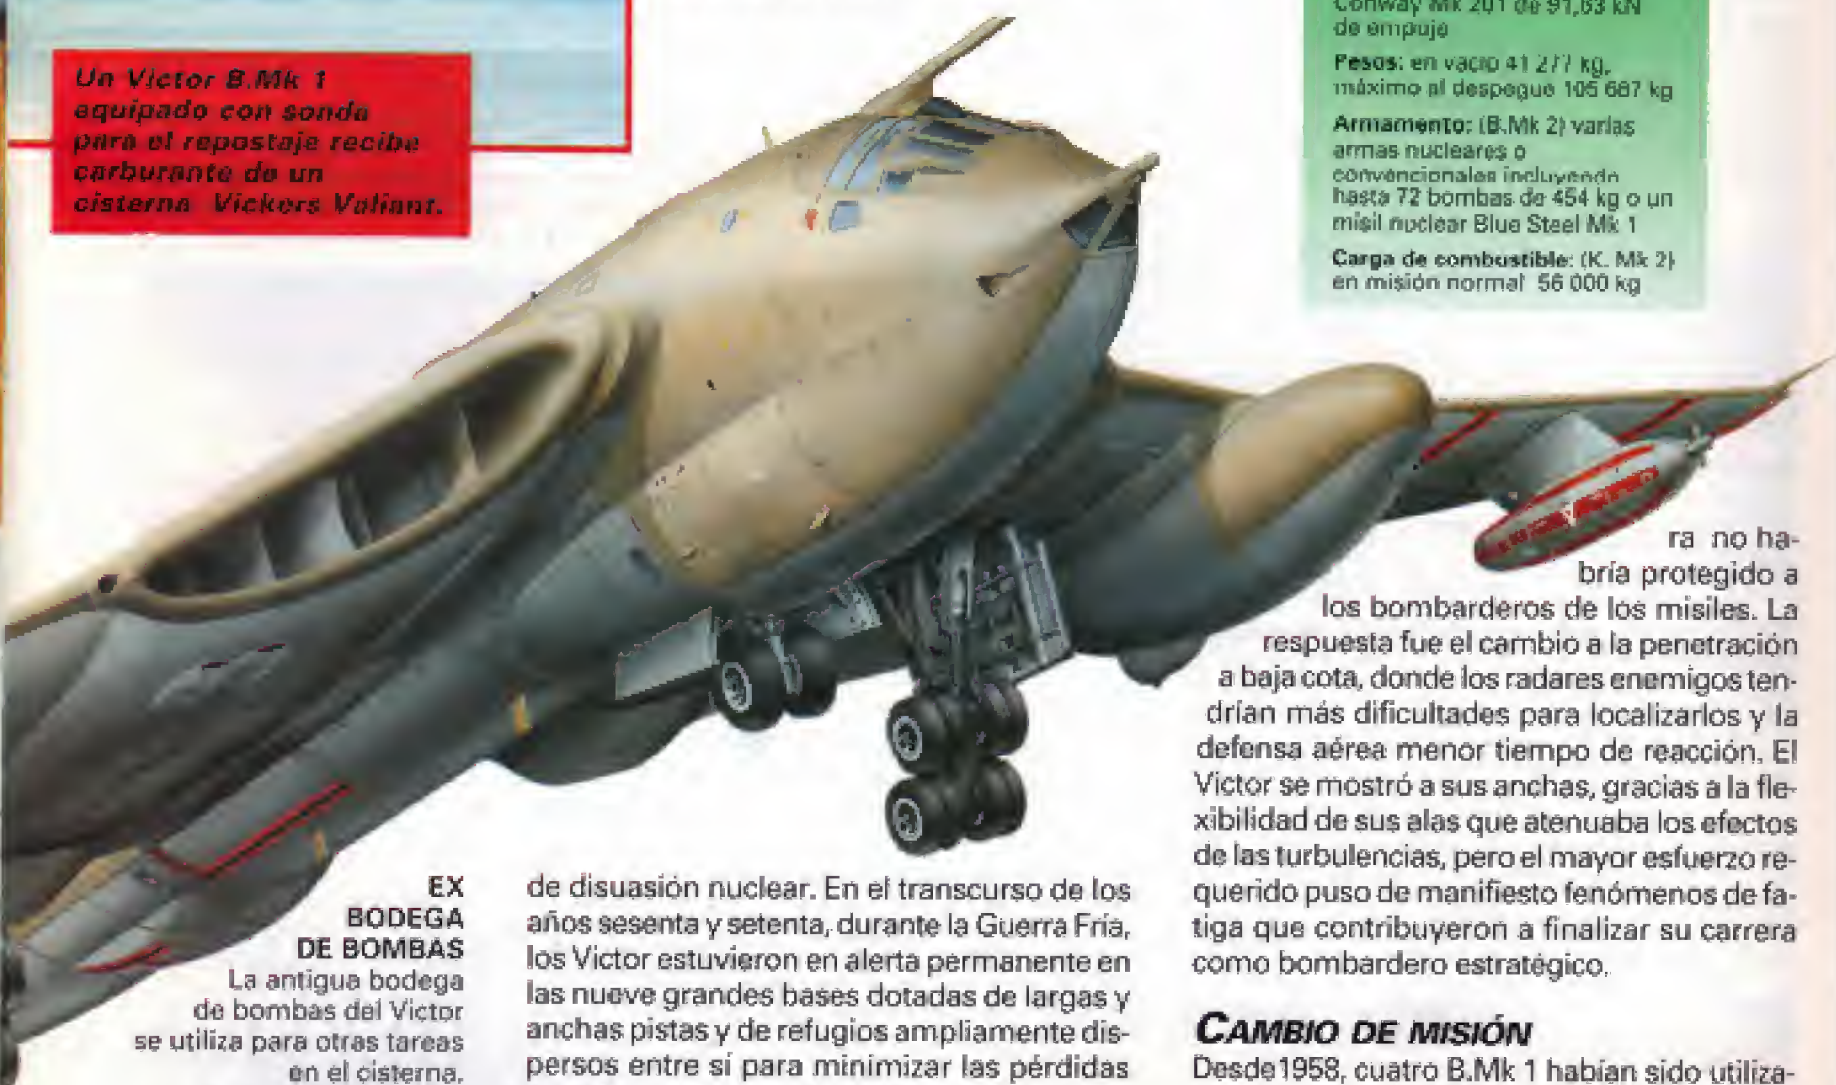 Un Victor B.Mk 1
equipado con sonda
para el repostaje recibe
carburante de un
cisterna Vickers Valiant.
Conway Mk 201 de 91,63 kN
de empuje
Pesos: en vacío 41 277 kg,
máximo al despegue 105 687 kg
Armamento: (B.Mk 2) varias
armas nucleares o
convencionales incluyendo
hasta 72 bombas de 454 kg o un
misil nuclear Blue Steel Mk 1
Carga de combustible: (K. Mk 2)
en misión normal 56 000 kg
EX
BODEGA
DE BOMBAS
La antigua bodega
de bombas del Victor
se utiliza para otras tareas
en el cisterna.
de disuasión nuclear. En el transcurso de los
años sesenta y setenta, durante la Guerra Fría,
los Victor estuvieron en alerta permanente en
las nueve grandes bases dotadas de largas y
anchas pistas y de refugios ampliamente dis-
persos entre sí para minimizar las pérdidas
ra no ha-
bría protegido a
los bombarderos de los misiles. La
respuesta fue el cambio a la penetración
a baja cota, donde los radares enemigos ten-
drían más dificultades para localizarlos y la
defensa aérea menor tiempo de reacción. El
Victor se mostró a sus anchas, gracias a la fle-
xibilidad de sus alas que atenuaba los efectos
de las turbulencias, pero el mayor esfuerzo re-
querido puso de manifiesto fenómenos de fa-
tiga que contribuyeron a finalizar su carrera
como bombardero estratégico.
CAMBIO DE MISIÓN
Desde1958, cuatro B.Mk 1 habían sido utiliza-